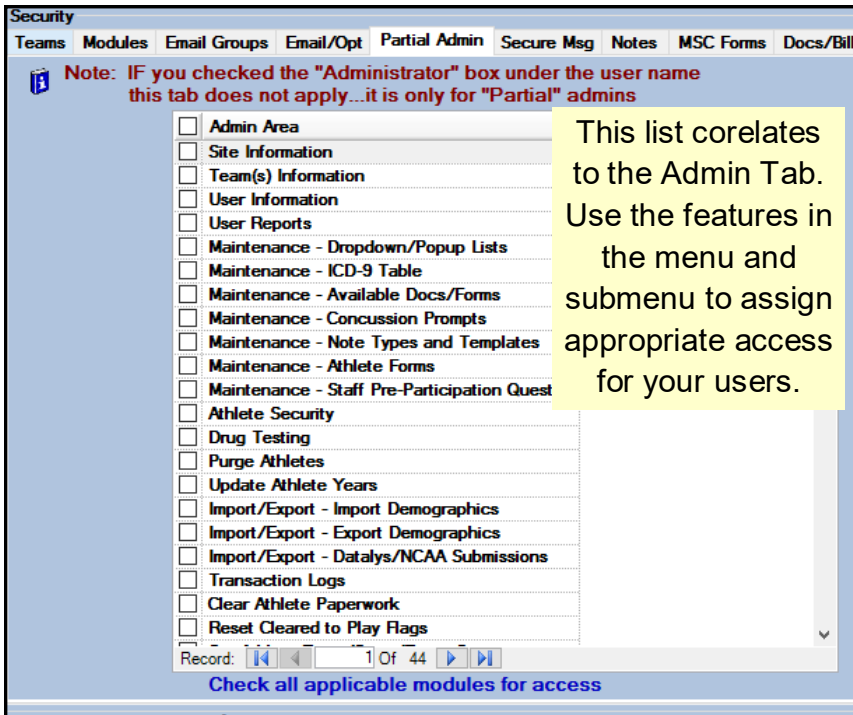 Security
Teams Modules Email Groups Email/Opt Partial Admin Secure Msg Notes MSC Forms Docs/Bill
Note: IF you checked the "Administrator" box under the user name
this tab does not apply...it is only for "Partial" admins
Admin Area
Site Information
Team(s) Information
User Information
User Reports
Maintenance - Dropdown/Popup Lists
Maintenance - ICD-9 Table
Maintenance - Available Docs/Forms
Maintenance - Concussion Prompts
Maintenance - Note Types and Templates
Maintenance - Athlete Forms
Maintenance - Staff Pre-Participation Quest
Athlete Security
Drug Testing
Purge Athletes
Update Athlete Years
Import/Export - Import Demographics
Import/Export - Export Demographics
Import/Export - Datalys/NCAA Submissions
Transaction Logs
Clear Athlete Paperwork
Reset Cleared to Play Flags
Record: 1 Of 44
Check all applicable modules for access
This list corelates
to the Admin Tab.
Use the features in
the menu and
submenu to assign
appropriate access
for your users.